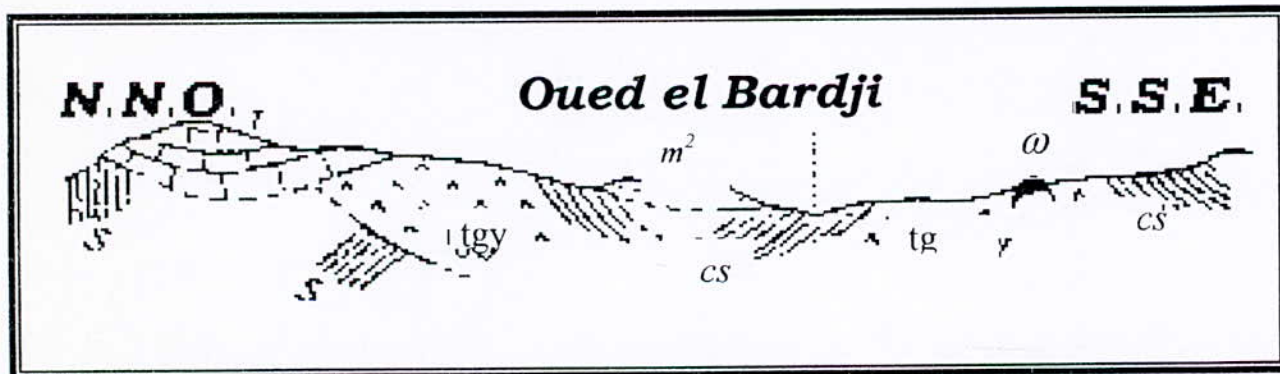 N.N.O. Oued el Bardji S.S.E.
m² ω
S tgy tg cs
S cs